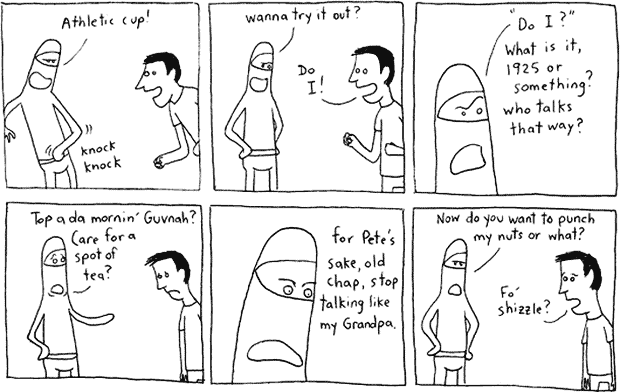 Athletic cup!
knock
knock
wanna try it out?
Do
I!
"Do I?"
What is it,
1925 or
something?
who talks
that way?
Top a da mornin' Guvnah?
Care for a
spot of
tea?
for Pete's
sake, old
chap, stop
talking like
my Grandpa.
Now do you want to punch
my nuts or what?
Fo'
shizzle?